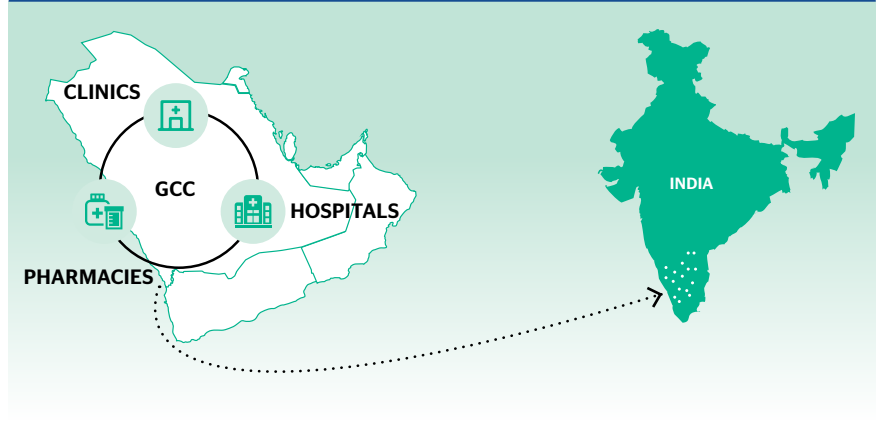 CLINICS
GCC
HOSPITALS
PHARMACIES
INDIA